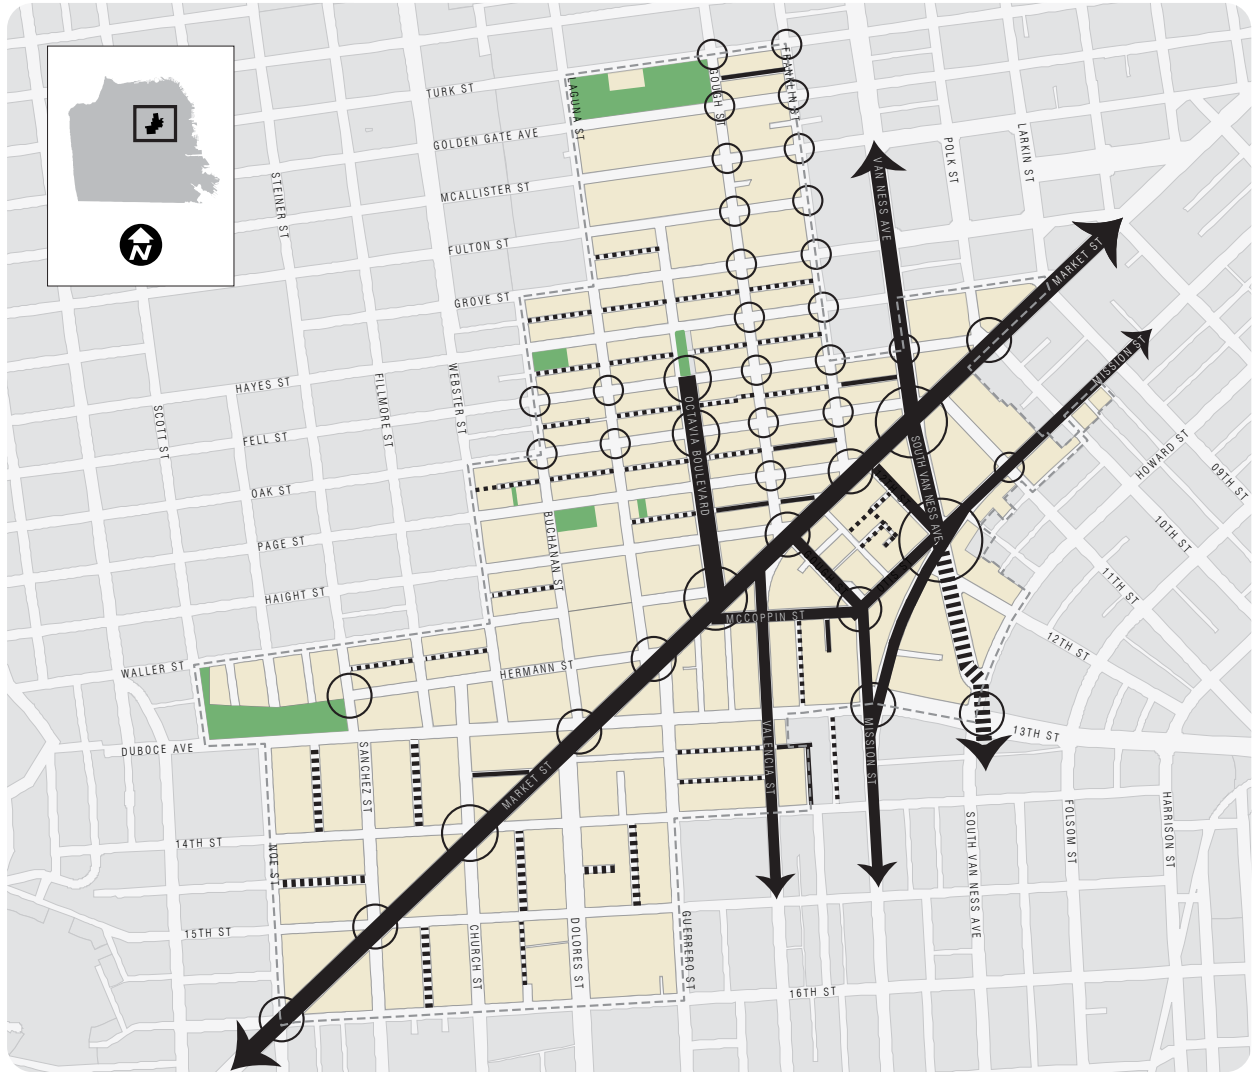 TURK ST
GOLDEN GATE AVE
MCALLISTER ST
FULTON ST
GROVE ST
HAYES ST
FELL ST
OAK ST
PAGE ST
HAIGHT ST
WALLER ST
HERMANN ST
DUBOCE AVE
14TH ST
15TH ST
16TH ST
N
STEINER ST
SCOTT ST
FILLMORE ST
WEBSTER ST
LAGUNA ST
GOUGH ST
FRANKLIN ST
VAN NESS AVE
POLK ST
LARKIN ST
MARKET ST
MISSION ST
HOWARD ST
09TH ST
10TH ST
11TH ST
12TH ST
13TH ST
OCTAVIA BOULEVARD
SOUTH VAN NESS AVE
BUCHANAN ST
MCCOPPIN ST
VALENCIA ST
MISSION ST
MARKET ST
SANCHEZ ST
NOE ST
CHURCH ST
DOLORES ST
GUERRERO ST
SOUTH VAN NESS AVE
FOLSOM ST
HARRISON ST